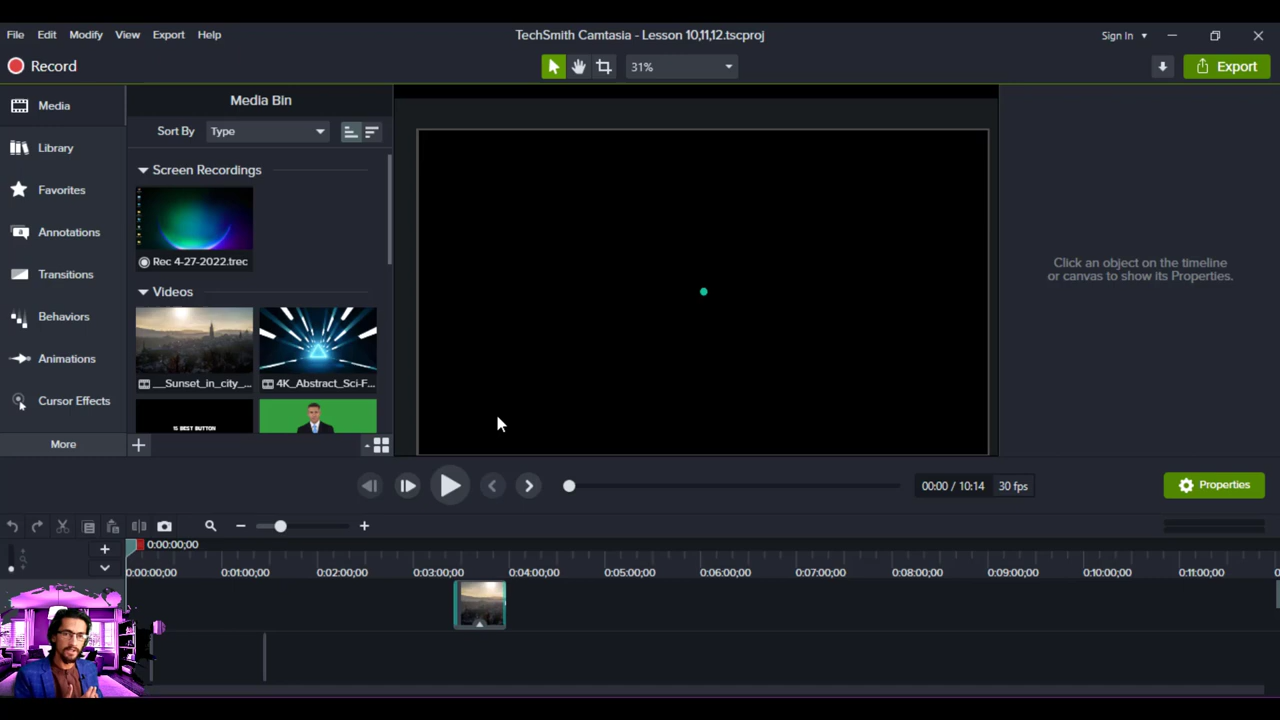 File Edit Modify View Export Help
TechSmith Camtasia - Lesson 10,11,12.tscproj
Sign In
Record
31%
Export
Media
Library
Favorites
Annotations
Transitions
Behaviors
Animations
Cursor Effects
More
Media Bin
Sort By Type
Screen Recordings
Rec 4-27-2022.trec
Videos
__Sunset_in_city_...
4K_Abstract_Sci-F...
IS BEST BUTTON
Click an object on the timeline
or canvas to show its Properties.
00:00 / 10:14 30 fps
Properties
0:00:00;00
0:00:00;00 0:01:00;00 0:02:00;00 0:03:00;00 0:04:00;00 0:05:00;00 0:06:00;00 0:07:00;00 0:08:00;00 0:09:00;00 0:10:00;00 0:11:00;00